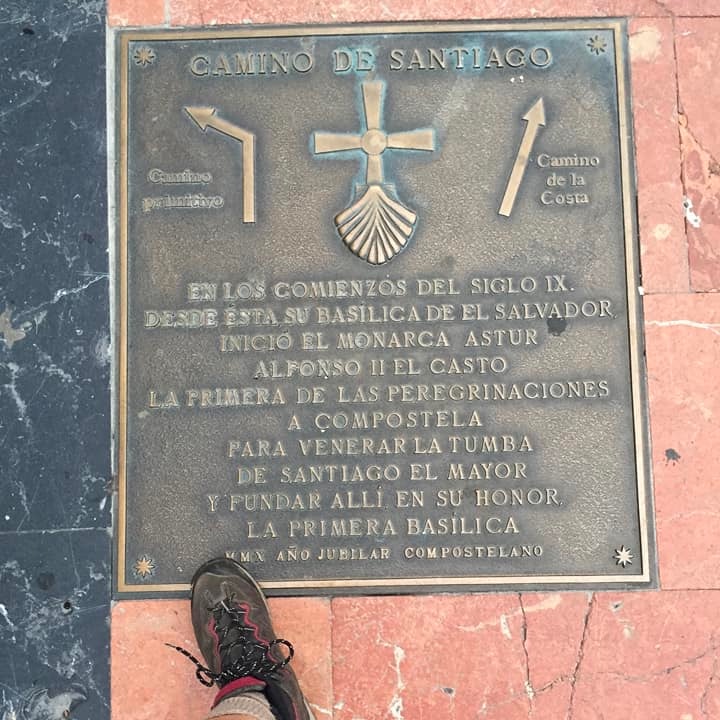 CAMINO DE SANTIAGO
Camino
primitivo
Camino
de la
Costa
EN LOS COMIENZOS DEL SIGLO IX.
DESDE ÉSTA SU BASÍLICA DE EL SALVADOR,
INICIÓ EL MONARCA ASTUR
ALFONSO II EL CASTO
LA PRIMERA DE LAS PEREGRINACIONES
A COMPOSTELA
PARA VENERAR LA TUMBA
DE SANTIAGO EL MAYOR
Y FUNDAR ALLÍ, EN SU HONOR,
LA PRIMERA BASÍLICA
MMX AÑO JUBILAR COMPOSTELANO